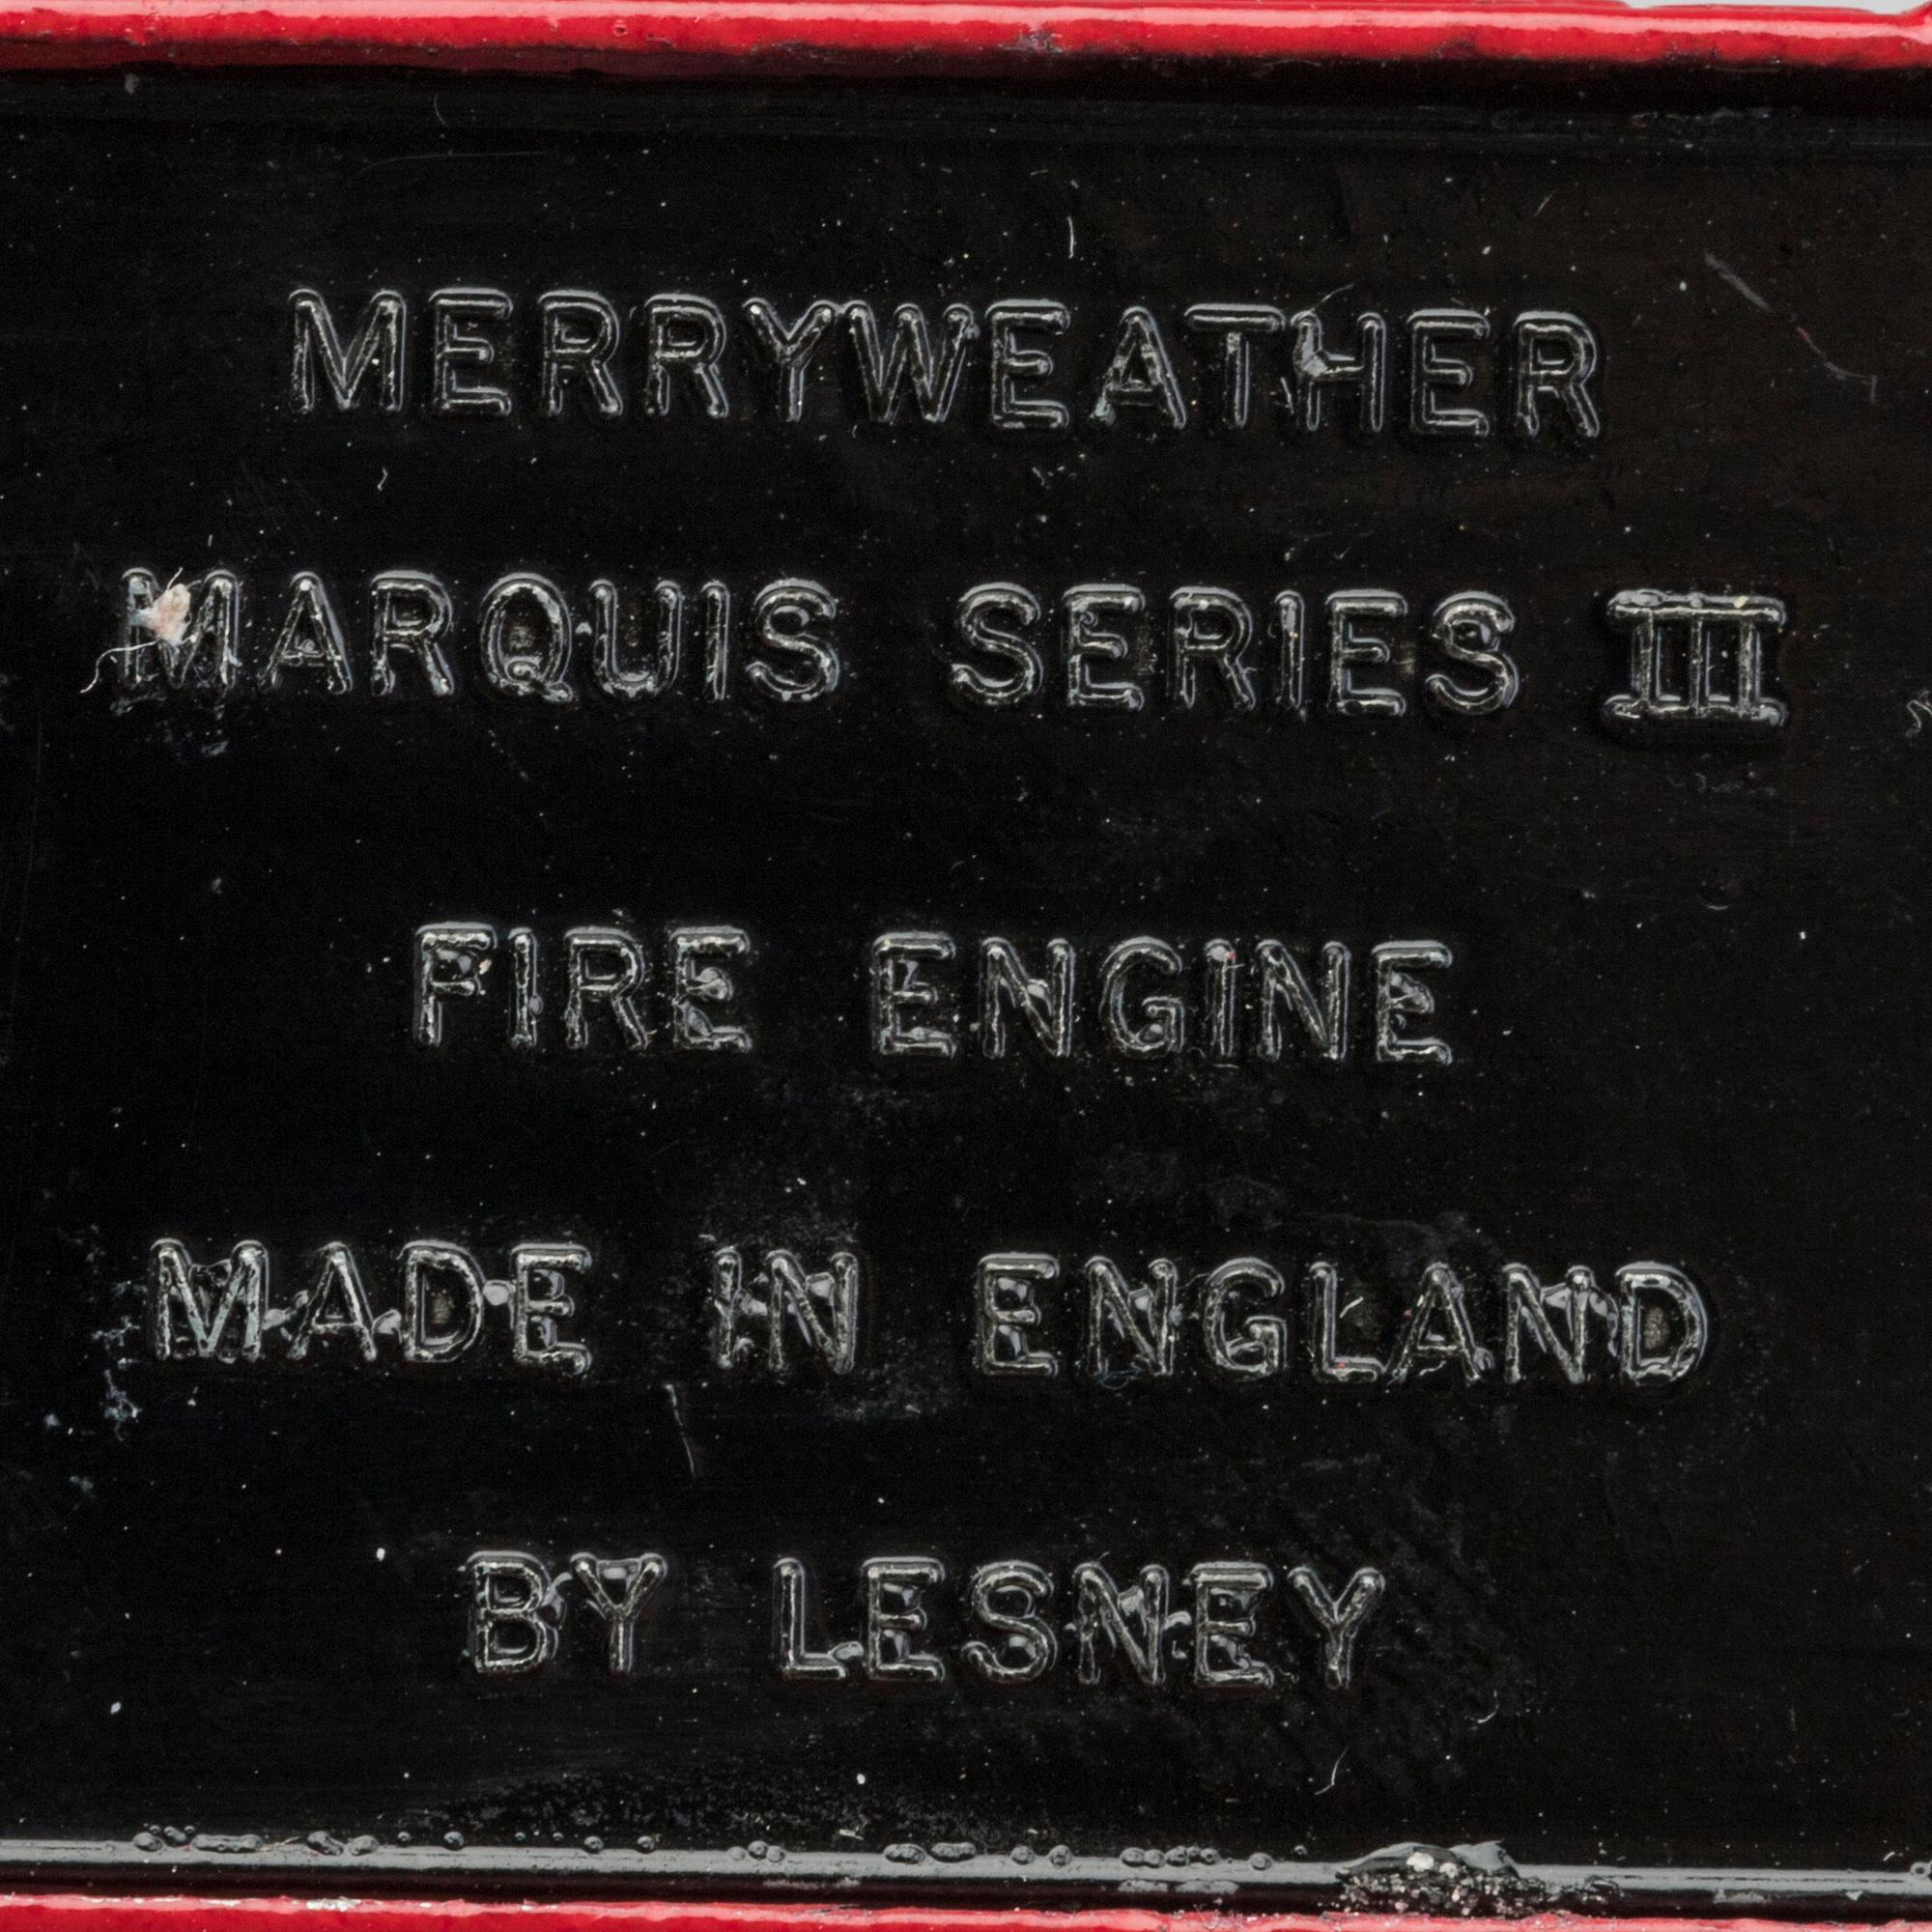 MERRYWEATHER
MARQUIS SERIES III
FIRE ENGINE
MADE IN ENGLAND
BY LESNEY